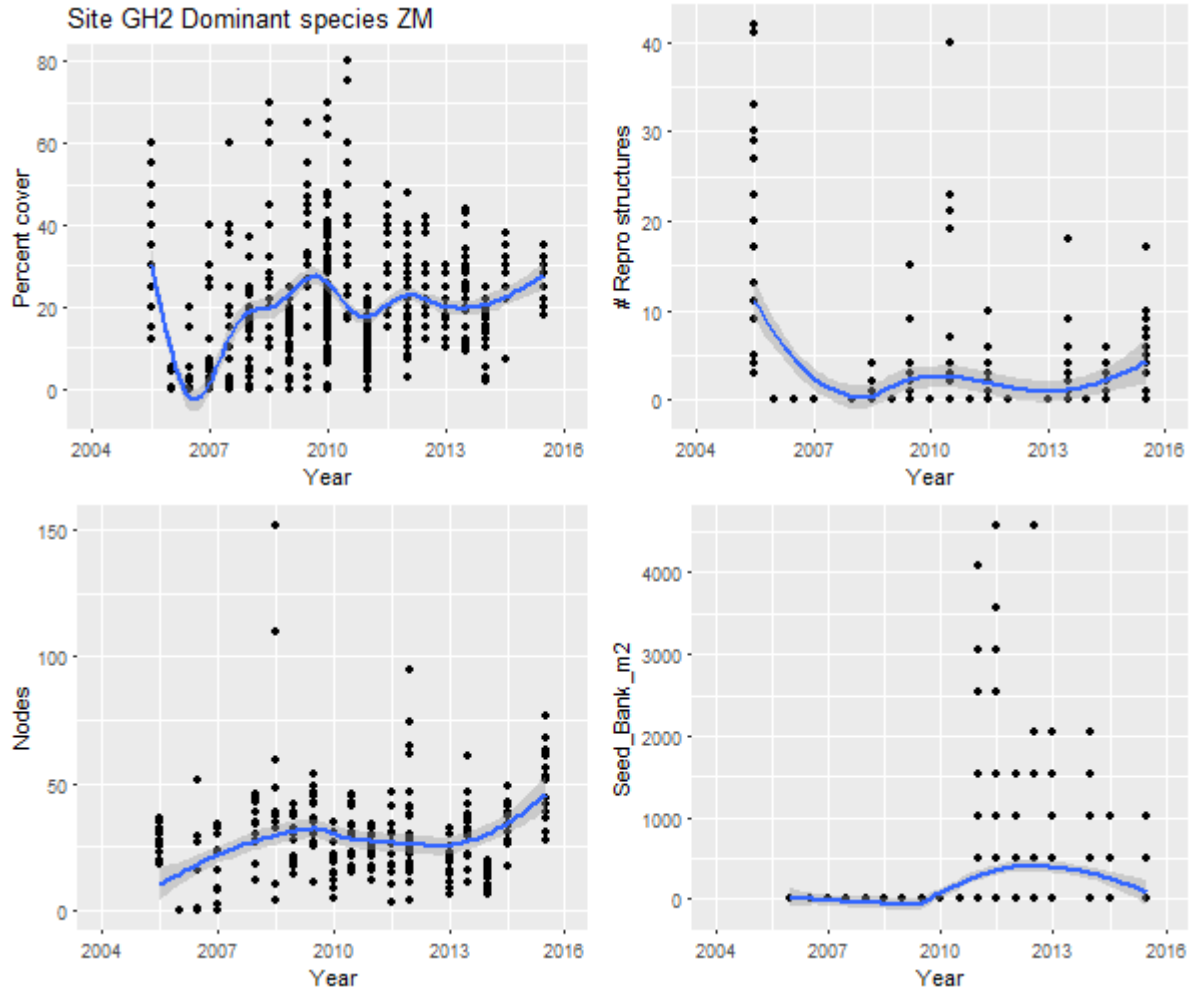 Site GH2 Dominant species ZM
Percent cover
80
60
40
20
0
2004 2007 2010 2013 2016
Year
# Repro structures
40
30
20
10
0
2004 2007 2010 2013 2016
Year
Nodes
150
100
50
0
2004 2007 2010 2013 2016
Year
Seed_Bank_m2
4000
3000
2000
1000
0
2004 2007 2010 2013 2016
Year